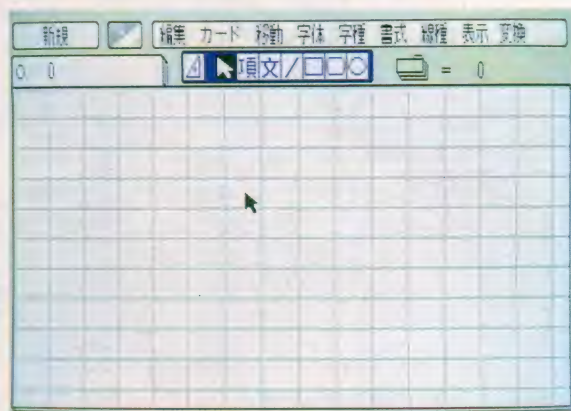 新規 編集 カード 移動 字体 字種 書式 線種 表示 変換
0. 0 項 文 = 0